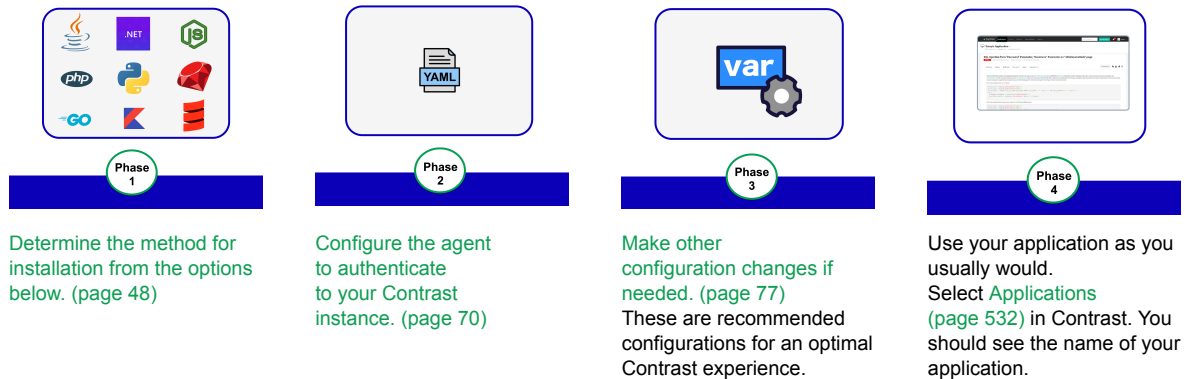 .NET
JS
php
GO
YAML
var
Phase
1
Phase
2
Phase
3
Phase
4
Determine the method for
installation from the options
below. (page 48)
Configure the agent
to authenticate
to your Contrast
instance. (page 70)
Make other
configuration changes if
needed. (page 77)
These are recommended
configurations for an optimal
Contrast experience.
Use your application as you
usually would.
Select Applications
(page 532) in Contrast. You
should see the name of your
application.